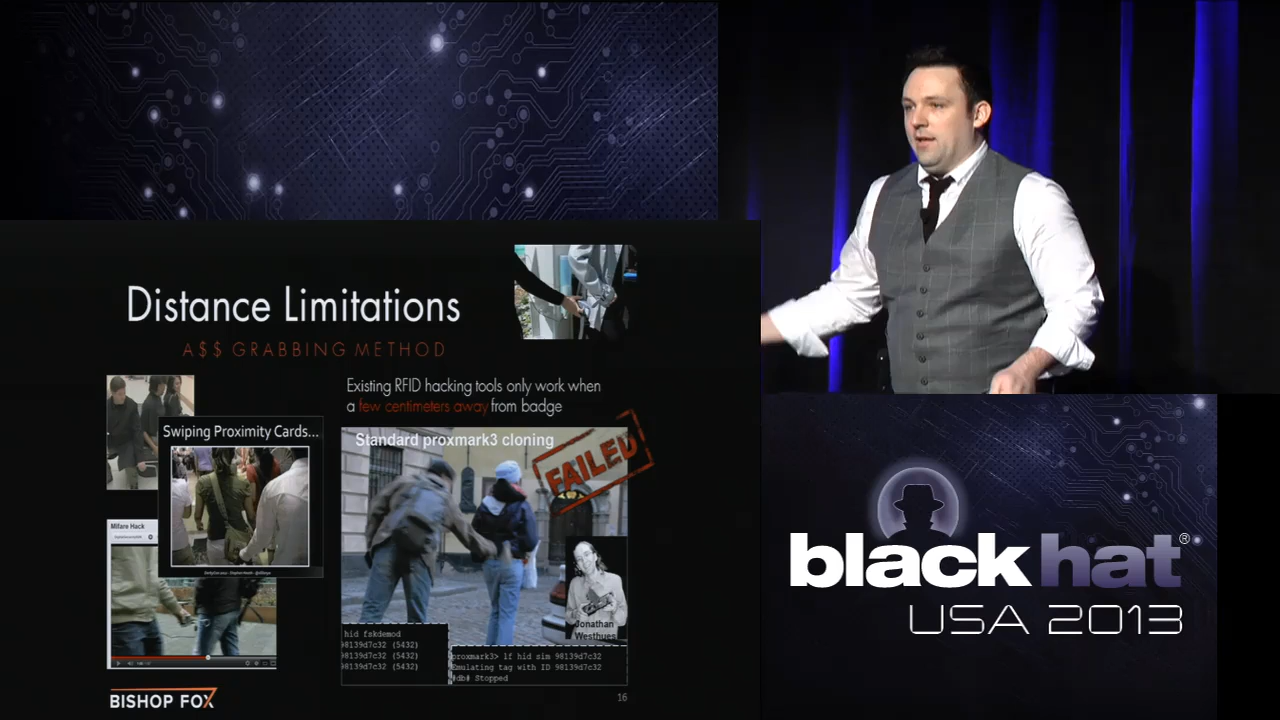 Distance Limitations
A$$ GRABBING METHOD
Existing RFID hacking tools only work when
a few centimeters away from badge
Swiping Proximity Cards...
Mifare Hack
Standard proxmark3 cloning
FAILED
Jonathan
Westhues
hid fskdemod
98139d7c32 (5432)
98139d7c32 (5432)
98139d7c32 (5432)
proxmark3> lf hid sim 98139d7c32
Emulating tag with ID 98139d7c32
#db# Stopped
BISHOP FOX
16
blackhat®
USA 2013